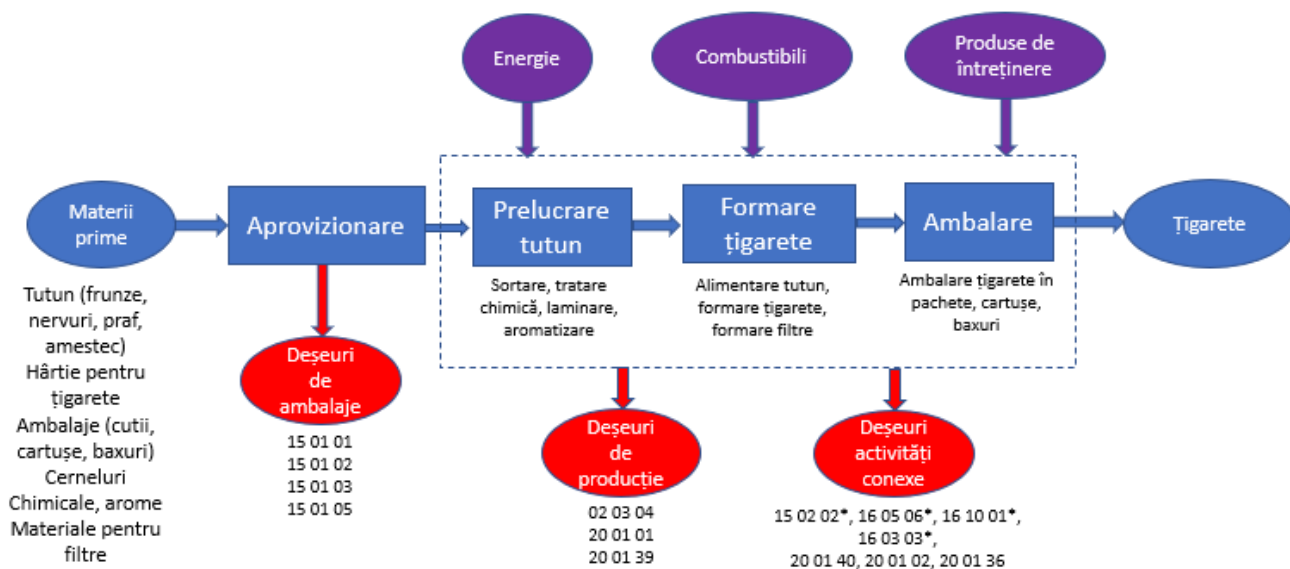 Energie
Combustibili
Produse de
întreținere
Materii
prime
Aprovizionare
Prelucrare
tutun
Formare
țigarete
Ambalare
Țigarete
Tutun (frunze,
nervuri, praf,
amestec)
Hârtie pentru
țigarete
Ambalaje (cutii,
cartușe, baxuri)
Cerneluri
Chimicale, arome
Materiale pentru
filtre
Sortare, tratare
chimică, laminare,
aromatizare
Alimentare tutun,
formare țigarete,
formare filtre
Ambalare țigarete în
pachete, cartușe,
baxuri
Deșeuri
de
ambalaje
15 01 01
15 01 02
15 01 03
15 01 05
Deșeuri
de
producție
02 03 04
20 01 01
20 01 39
Deșeuri
activități
conexe
15 02 02*, 16 05 06*, 16 10 01*,
16 03 03*,
20 01 40, 20 01 02, 20 01 36